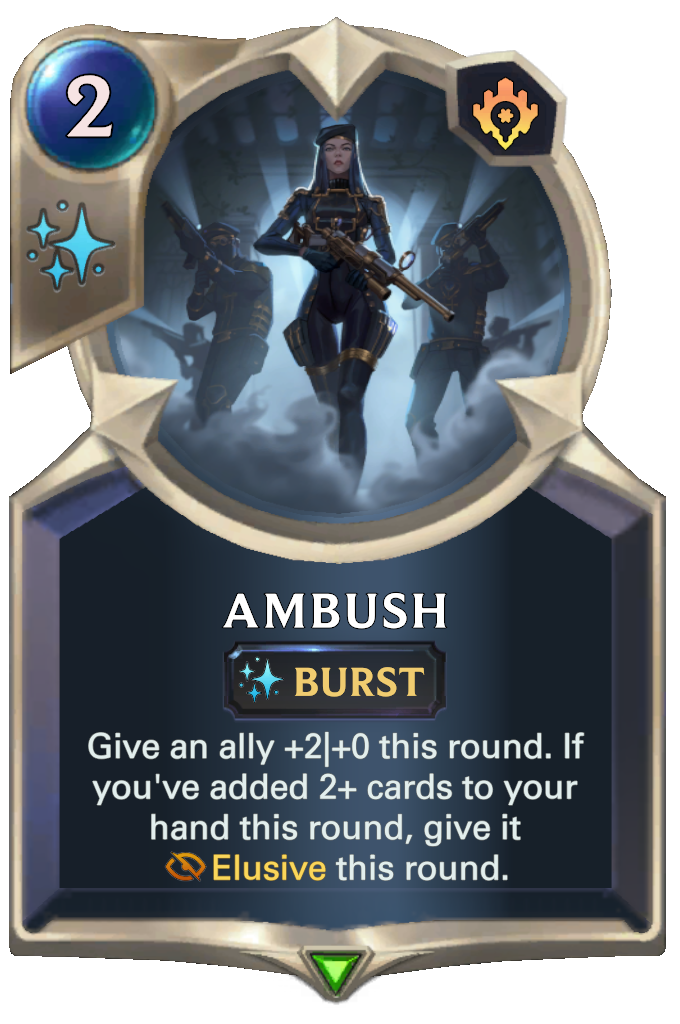 2
AMBUSH
BURST
Give an ally +2|+0 this round. If
you've added 2+ cards to your
hand this round, give it
Elusive this round.